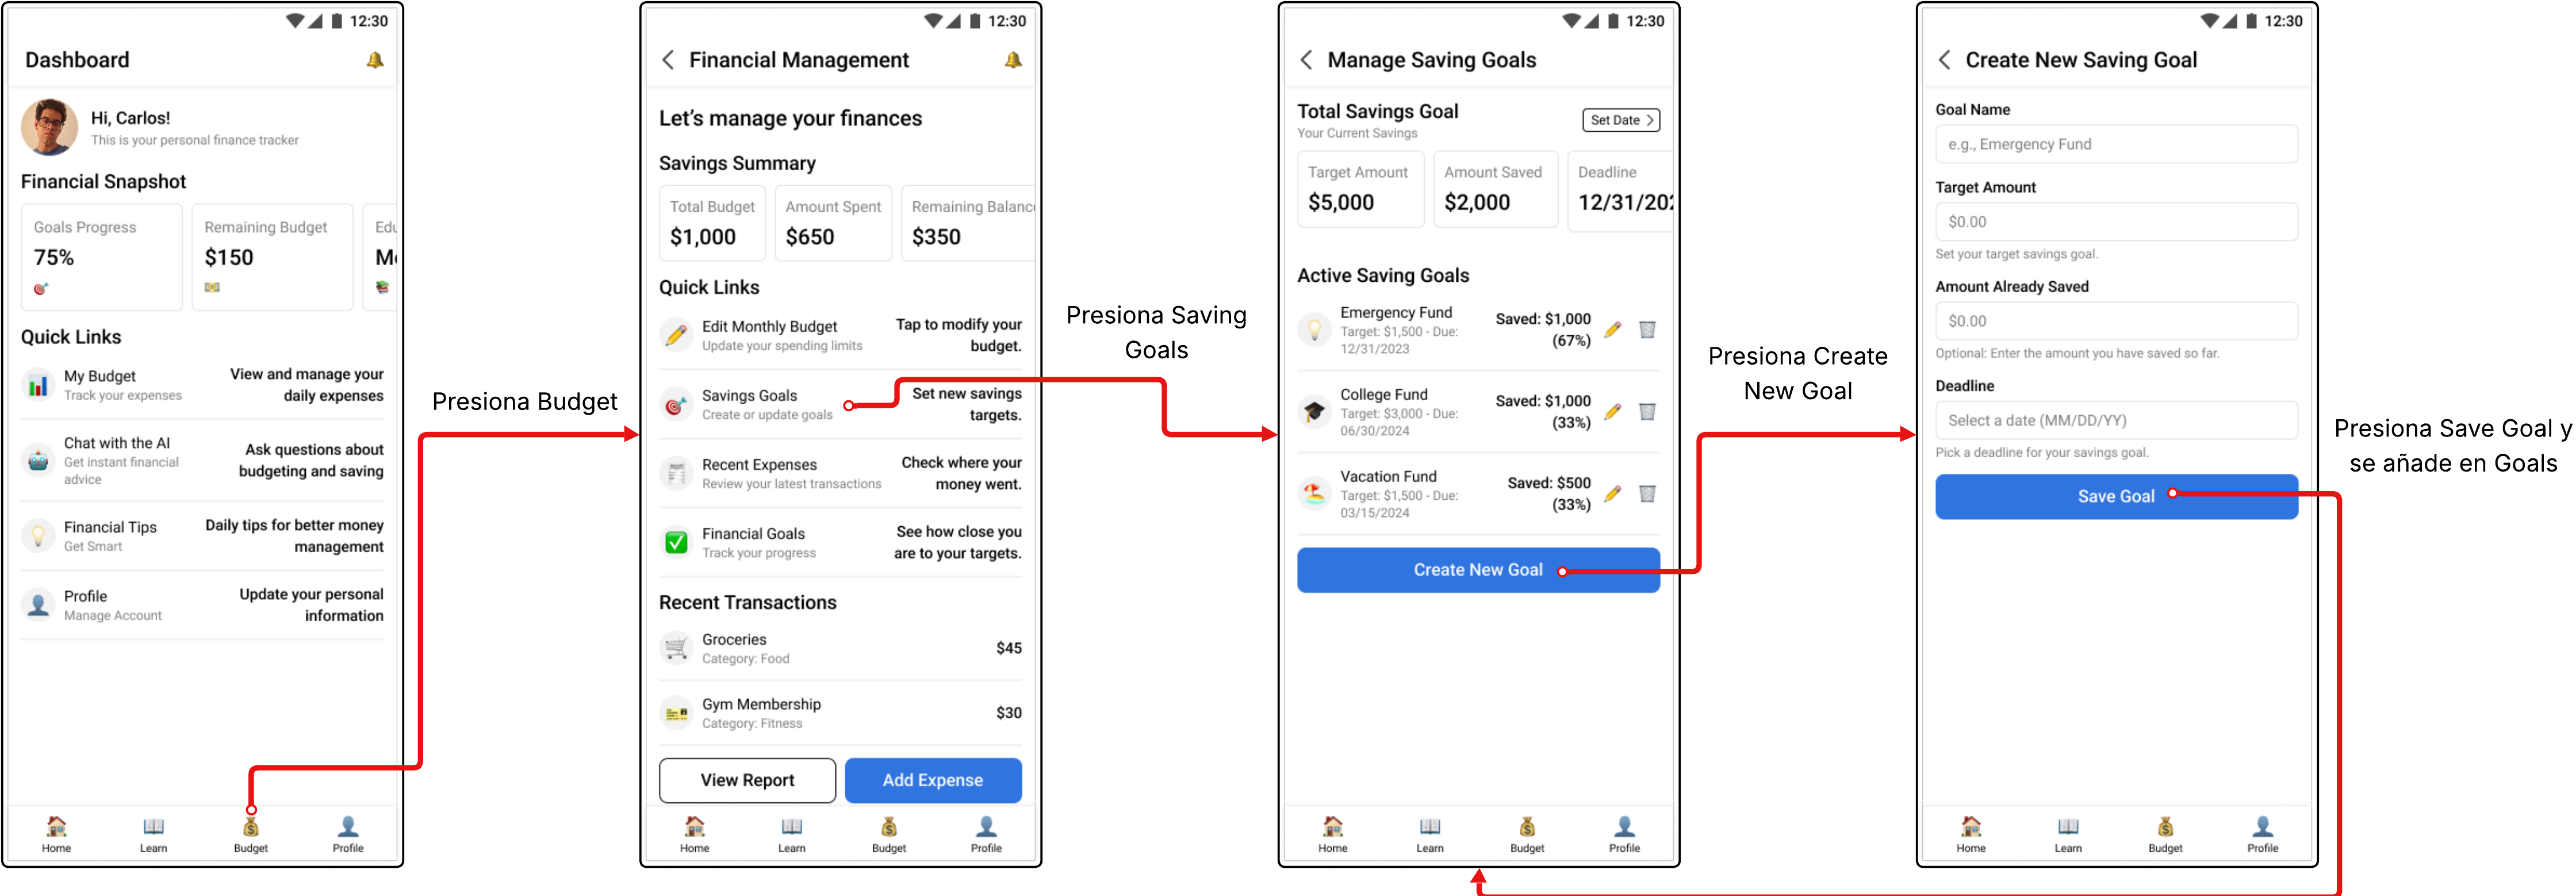 12:30
Dashboard
Hi, Carlos!
This is your personal finance tracker
Financial Snapshot
Goals Progress
75%
Remaining Budget
$150
Edu
Quick Links
My Budget
Track your expenses
View and manage your
daily expenses
Chat with the AI
Get instant financial
advice
Ask questions about
budgeting and saving
Financial Tips
Get Smart
Daily tips for better money
management
Profile
Manage Account
Update your personal
information
Home
Learn
Budget
Profile
Presiona Budget
12:30
Financial Management
Let's manage your finances
Savings Summary
Total Budget
$1,000
Amount Spent
$650
Remaining Balance
$350
Quick Links
Edit Monthly Budget
Update your spending limits
Tap to modify your
budget.
Savings Goals
Create or update goals
Set new savings
targets.
Recent Expenses
Review your latest transactions
Check where your
money went.
Financial Goals
Track your progress
See how close you
are to your targets.
Recent Transactions
Groceries
Category: Food
$45
Gym Membership
Category: Fitness
$30
View Report
Add Expense
Home
Learn
Budget
Profile
Presiona Saving
Goals
12:30
Manage Saving Goals
Total Savings Goal
Your Current Savings
Set Date
Target Amount
$5,000
Amount Saved
$2,000
Deadline
12/31/202
Active Saving Goals
Emergency Fund
Target: $1,500 - Due:
12/31/2023
Saved: $1,000
(67%)
College Fund
Target: $3,000 - Due:
06/30/2024
Saved: $1,000
(33%)
Vacation Fund
Target: $1,500 - Due:
03/15/2024
Saved: $500
(33%)
Create New Goal
Home
Learn
Budget
Profile
Presiona Create
New Goal
12:30
Create New Saving Goal
Goal Name
e.g., Emergency Fund
Target Amount
$0.00
Set your target savings goal.
Amount Already Saved
$0.00
Optional: Enter the amount you have saved so far.
Deadline
Select a date (MM/DD/YY)
Pick a deadline for your savings goal.
Save Goal
Home
Learn
Budget
Profile
Presiona Save Goal y
se añade en Goals